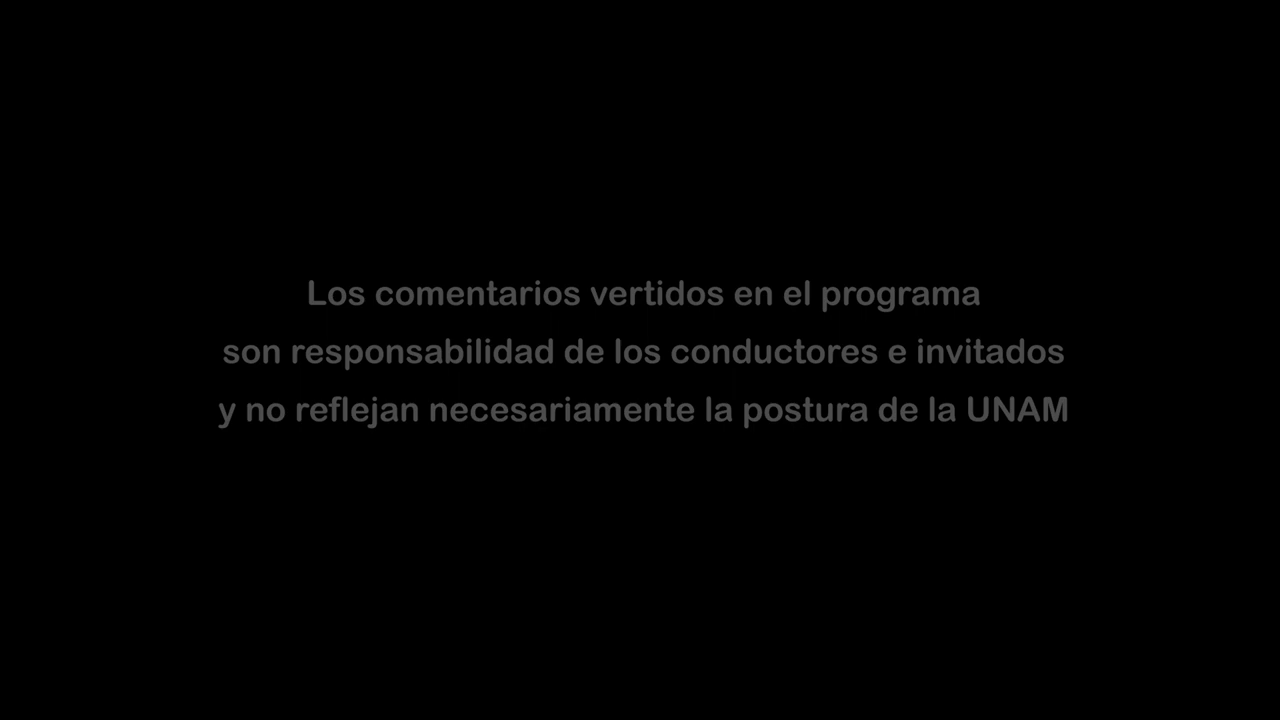 Los comentarios vertidos en el programa
son responsabilidad de los conductores e invitados
y no reflejan necesariamente la postura de la UNAM